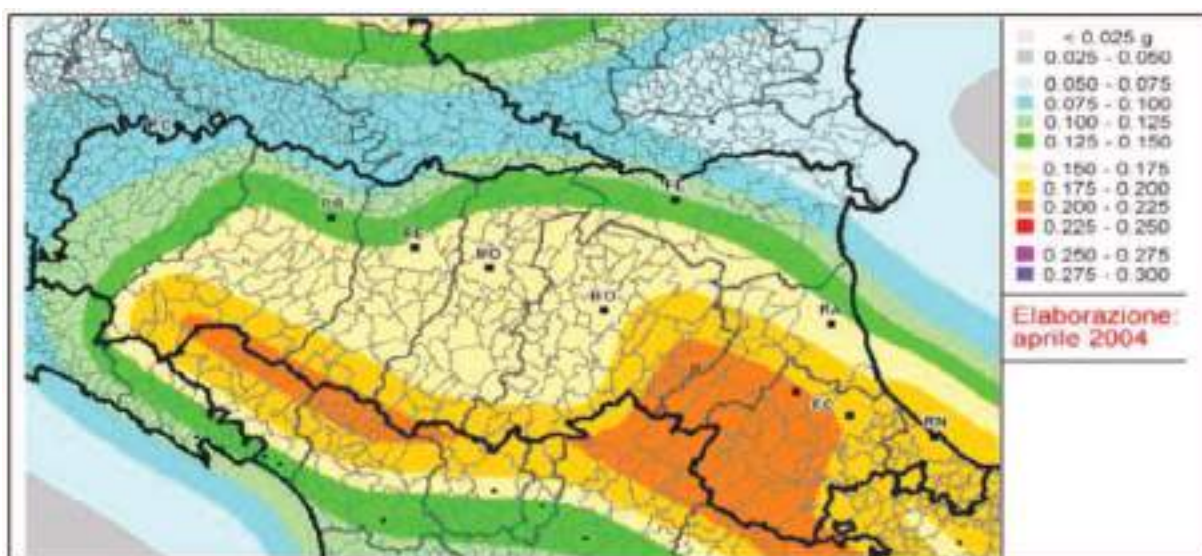 < 0.025 g
0.025 - 0.050
0.050 - 0.075
0.075 - 0.100
0.100 - 0.125
0.125 - 0.150
0.150 - 0.175
0.175 - 0.200
0.200 - 0.225
0.225 - 0.250
0.250 - 0.275
0.275 - 0.300
Elaborazione:
aprile 2004
FE
MO
BO
RA
RN